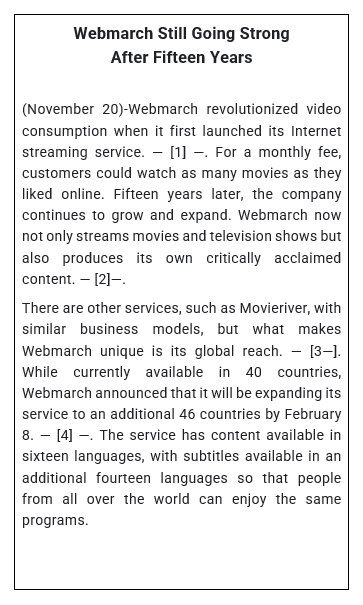 Webmarch Still Going Strong
After Fifteen Years
(November 20)-Webmarch revolutionized video
consumption when it first launched its Internet
streaming service. — [1] —. For a monthly fee,
customers could watch as many movies as they
liked online. Fifteen years later, the company
continues to grow and expand. Webmarch now
not only streams movies and television shows but
also produces its own critically acclaimed
content. — [2]—.
There are other services, such as Movieriver, with
similar business models, but what makes
Webmarch unique is its global reach. — [3—].
While currently available in 40 countries,
Webmarch announced that it will be expanding its
service to an additional 46 countries by February
8. — [4] —. The service has content available in
sixteen languages, with subtitles available in an
additional fourteen languages so that people
from all over the world can enjoy the same
programs.